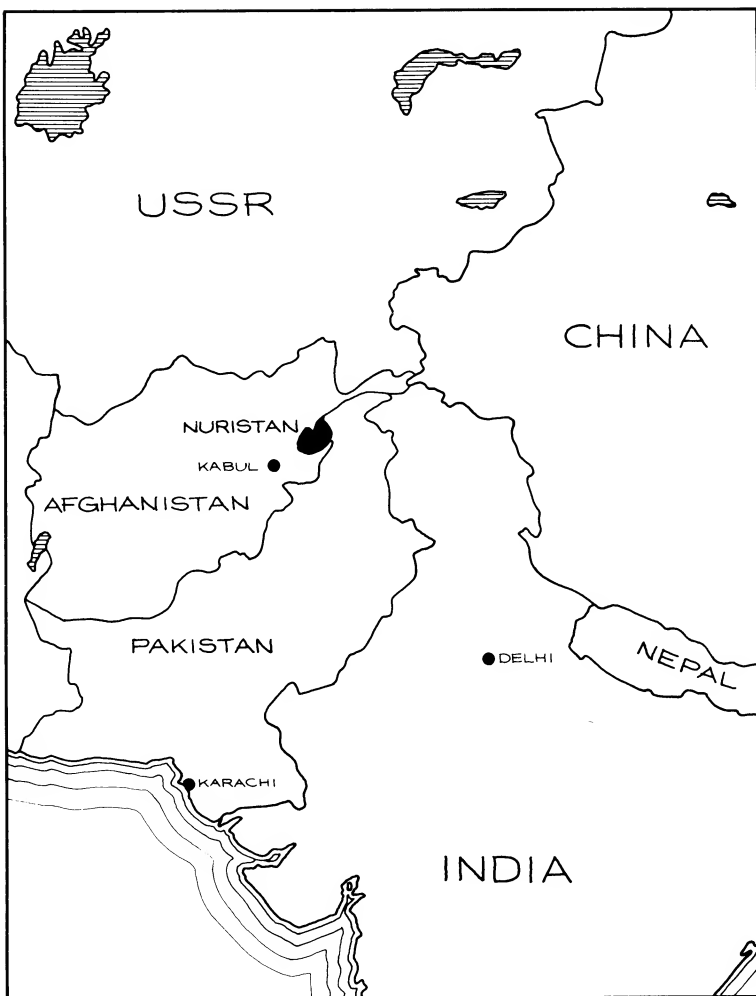 USSR
CHINA
NURISTAN
KABUL
AFGHANISTAN
PAKISTAN
DELHI
NEPAL
KARACHI
INDIA